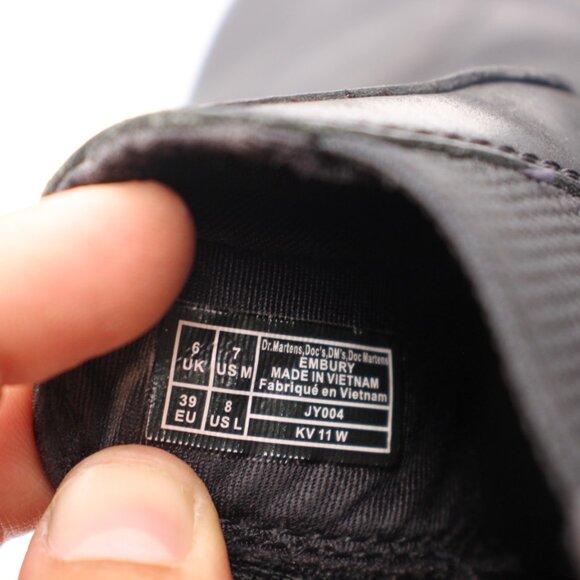 6 UK
7 US M
39 EU
8 US L
Dr.Martens,Doc's,DM's,Doc Martens
EMBURY
MADE IN VIETNAM
Fabriqué en Vietnam
JY004
KV 11 W